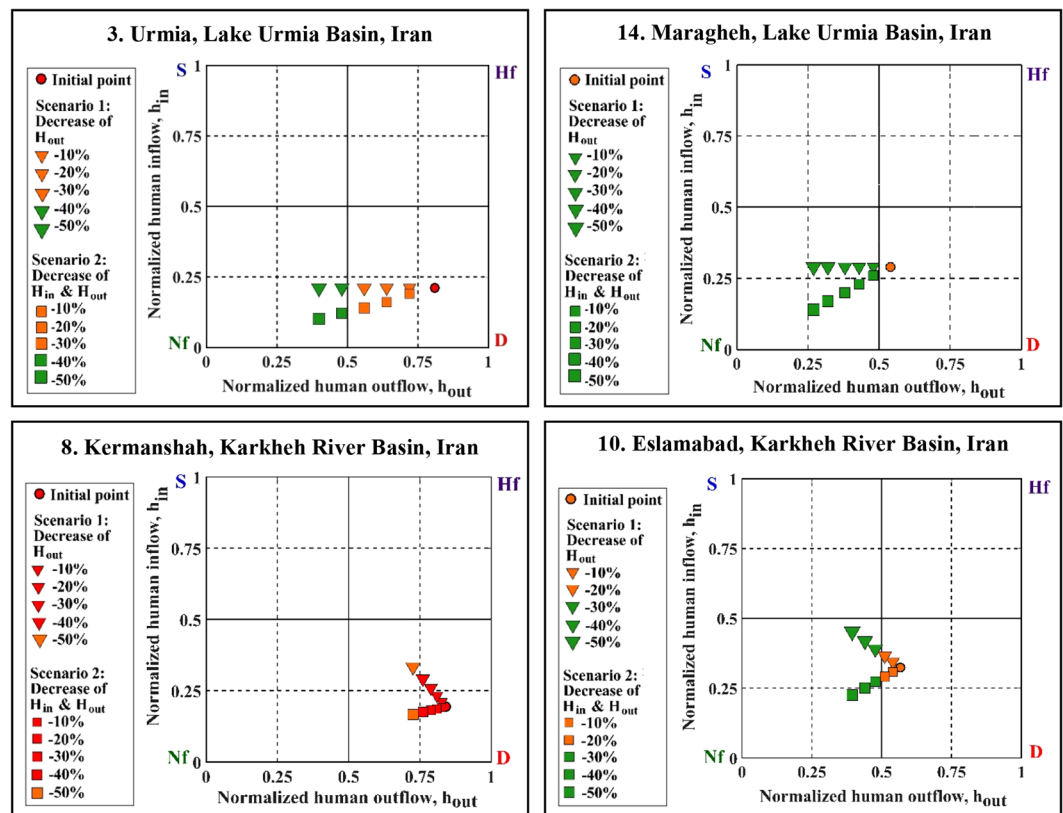 3. Urmia, Lake Urmia Basin, Iran
Initial point
Scenario 1:
Decrease of
Hout
-10%
-20%
-30%
-40%
-50%
Scenario 2:
Decrease of
Hin & Hout
-10%
-20%
-30%
-40%
-50%
Normalized human inflow, hin
S
Hf
Nf
D
1
0.75
0.5
0.25
0
0 0.25 0.5 0.75 1
Normalized human outflow, hout
14. Maragheh, Lake Urmia Basin, Iran
Initial point
Scenario 1:
Decrease of
Hout
-10%
-20%
-30%
-40%
-50%
Scenario 2:
Decrease of
Hin & Hout
-10%
-20%
-30%
-40%
-50%
Normalized human inflow, hin
S
Hf
Nf
D
1
0.75
0.5
0.25
0
0 0.25 0.5 0.75 1
Normalized human outflow, hout
8. Kermanshah, Karkheh River Basin, Iran
Initial point
Scenario 1:
Decrease of
Hout
-10%
-20%
-30%
-40%
-50%
Scenario 2:
Decrease of
Hin & Hout
-10%
-20%
-30%
-40%
-50%
Normalized human inflow, hin
S
Hf
Nf
D
1
0.75
0.5
0.25
0
0 0.25 0.5 0.75 1
Normalized human outflow, hout
10. Eslamabad, Karkheh River Basin, Iran
Initial point
Scenario 1:
Decrease of
Hout
-10%
-20%
-30%
-40%
-50%
Scenario 2:
Decrease of
Hin & Hout
-10%
-20%
-30%
-40%
-50%
Normalized human inflow, hin
S
Hf
Nf
D
1
0.75
0.5
0.25
0
0 0.25 0.5 0.75 1
Normalized human outflow, hout